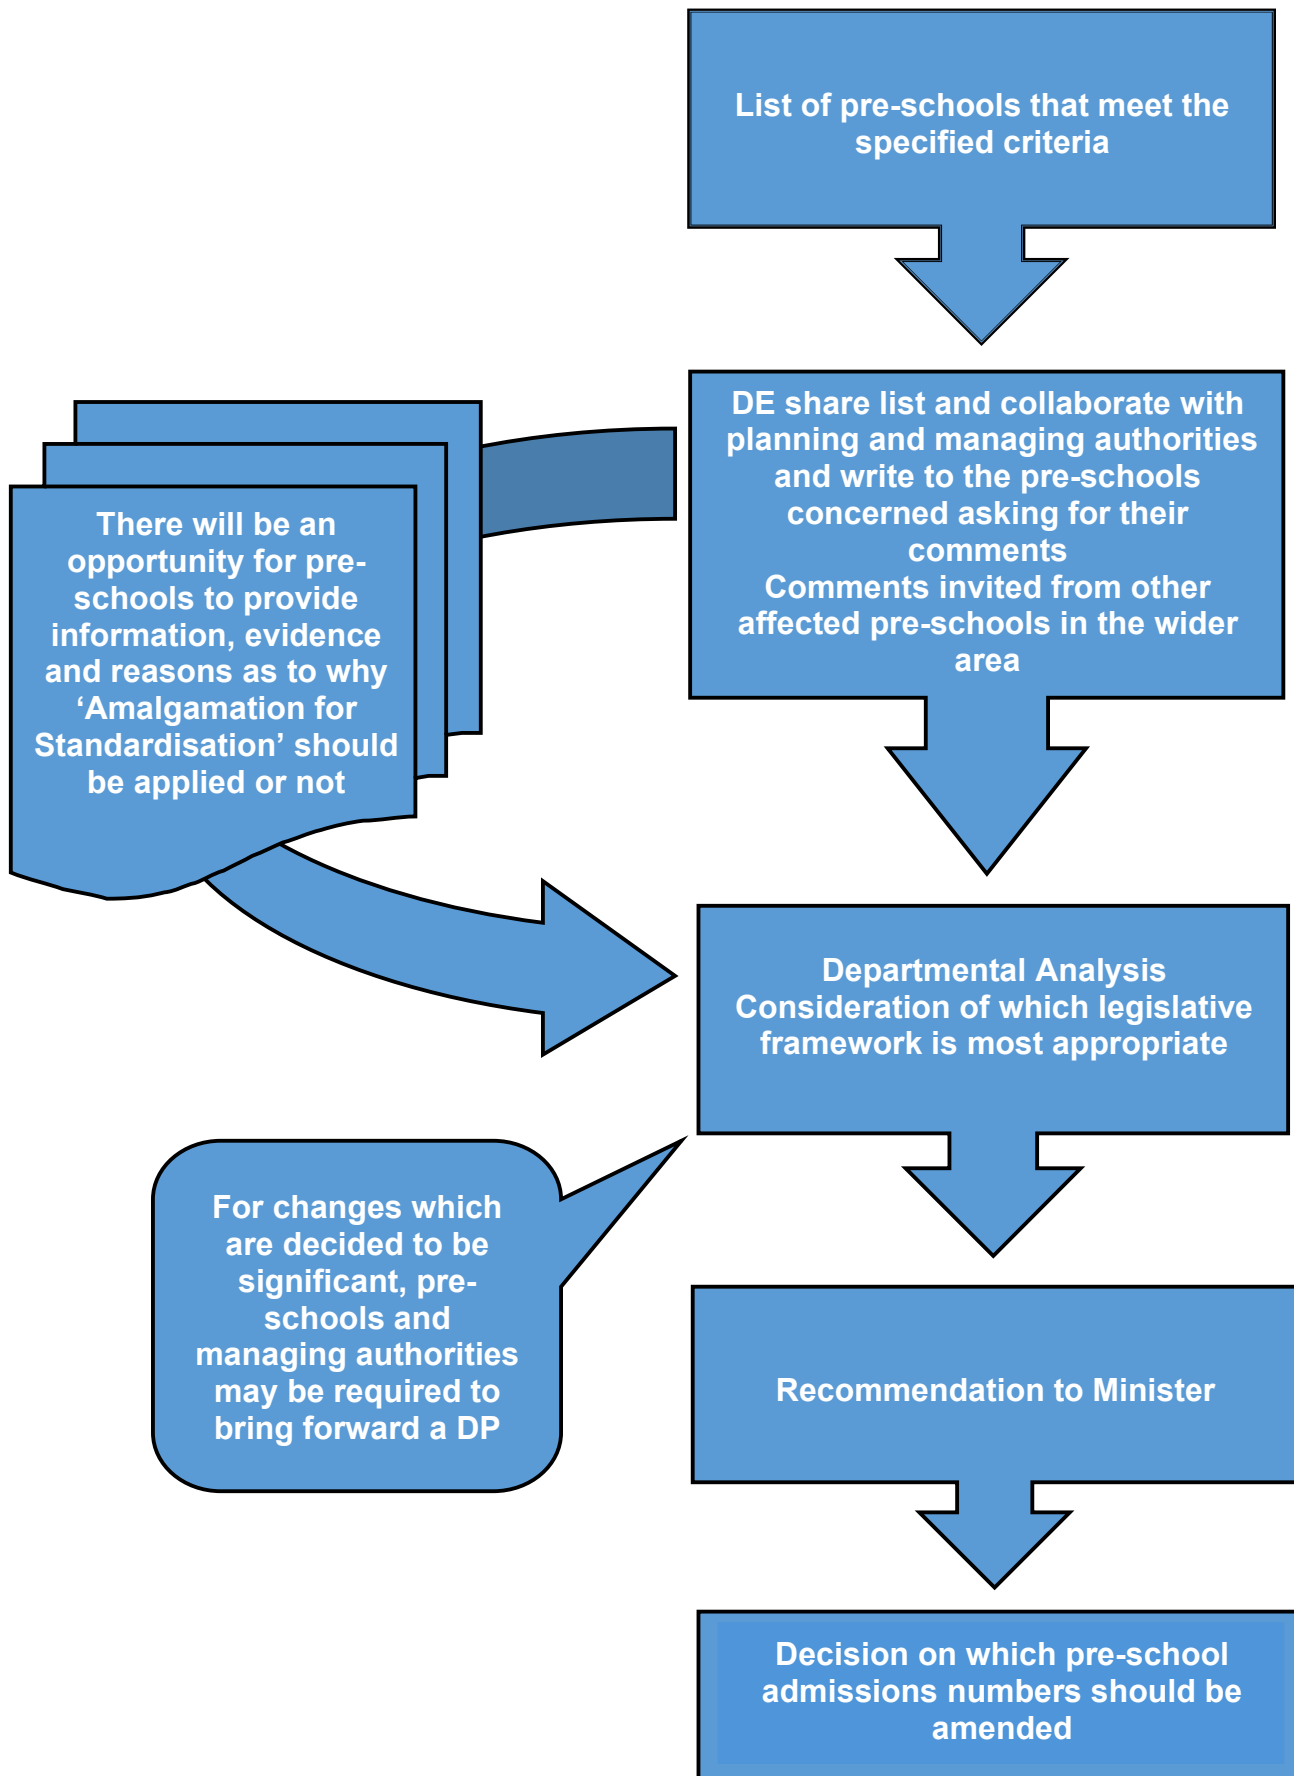 List of pre-schools that meet the
specified criteria
DE share list and collaborate with
planning and managing authorities
and write to the pre-schools
concerned asking for their
comments
Comments invited from other
affected pre-schools in the wider
area
There will be an
opportunity for pre-
schools to provide
information, evidence
and reasons as to why
‘Amalgamation for
Standardisation’ should
be applied or not
Departmental Analysis
Consideration of which legislative
framework is most appropriate
For changes which
are decided to be
significant, pre-
schools and
managing authorities
may be required to
bring forward a DP
Recommendation to Minister
Decision on which pre-school
admissions numbers should be
amended